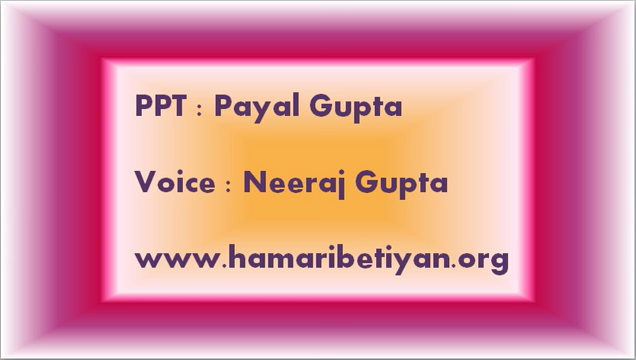 PPT : Payal Gupta
Voice : Neeraj Gupta
www.hamaribetiyan.org